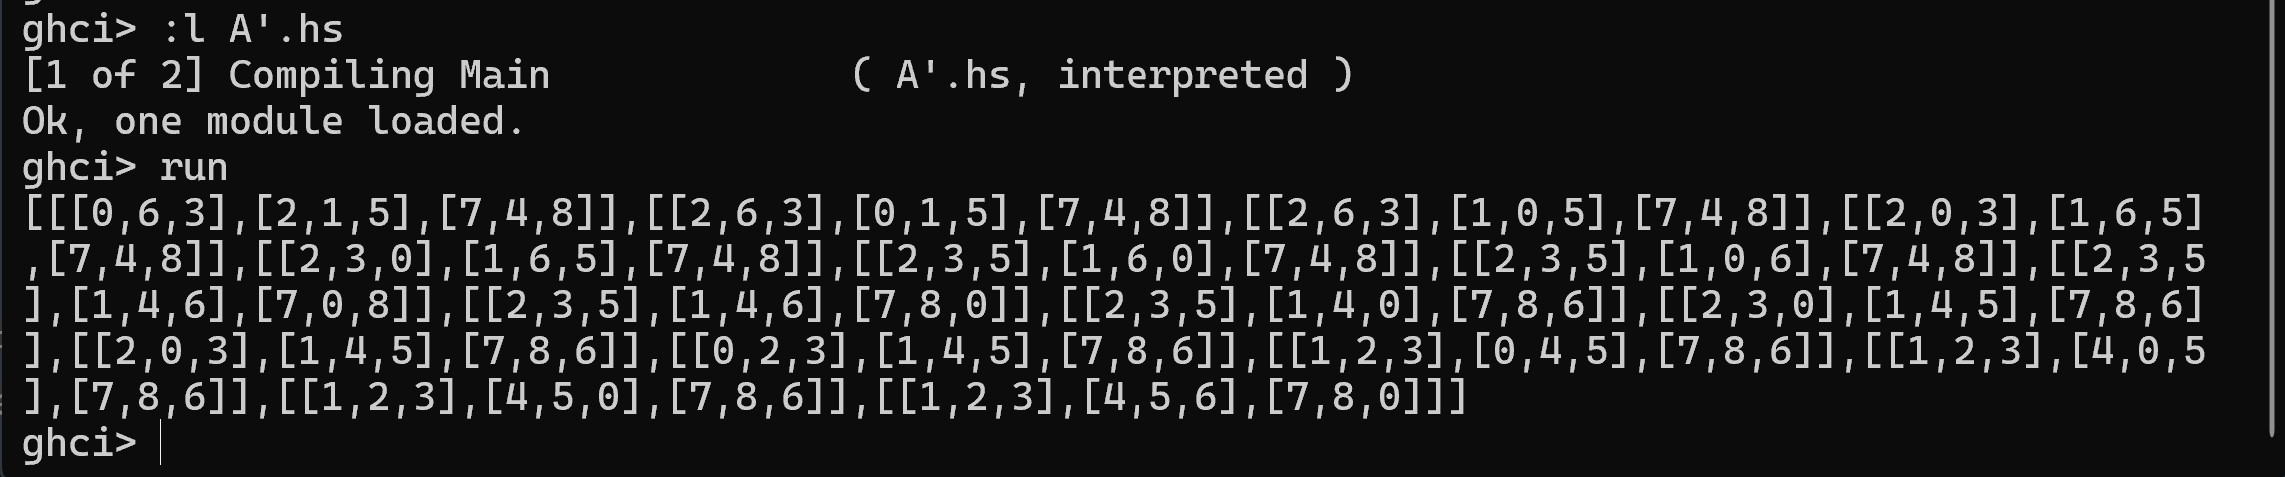 ghci> :l A'.hs
[1 of 2] Compiling Main             ( A'.hs, interpreted )
Ok, one module loaded.
ghci> run
[[[0,6,3],[2,1,5],[7,4,8]],[[2,6,3],[0,1,5],[7,4,8]],[[2,6,3],[1,0,5],[7,4,8]],[[2,0,3],[1,6,5]
,[7,4,8]],[[2,3,0],[1,6,5],[7,4,8]],[[2,3,5],[1,6,0],[7,4,8]],[[2,3,5],[1,0,6],[7,4,8]],[[2,3,5
],[1,4,6],[7,0,8]],[[2,3,5],[1,4,6],[7,8,0]],[[2,3,5],[1,4,0],[7,8,6]],[[2,3,0],[1,4,5],[7,8,6]
],[[2,0,3],[1,4,5],[7,8,6]],[[0,2,3],[1,4,5],[7,8,6]],[[1,2,3],[0,4,5],[7,8,6]],[[1,2,3],[4,0,5
],[7,8,6]],[[1,2,3],[4,5,0],[7,8,6]],[[1,2,3],[4,5,6],[7,8,0]]]
ghci>